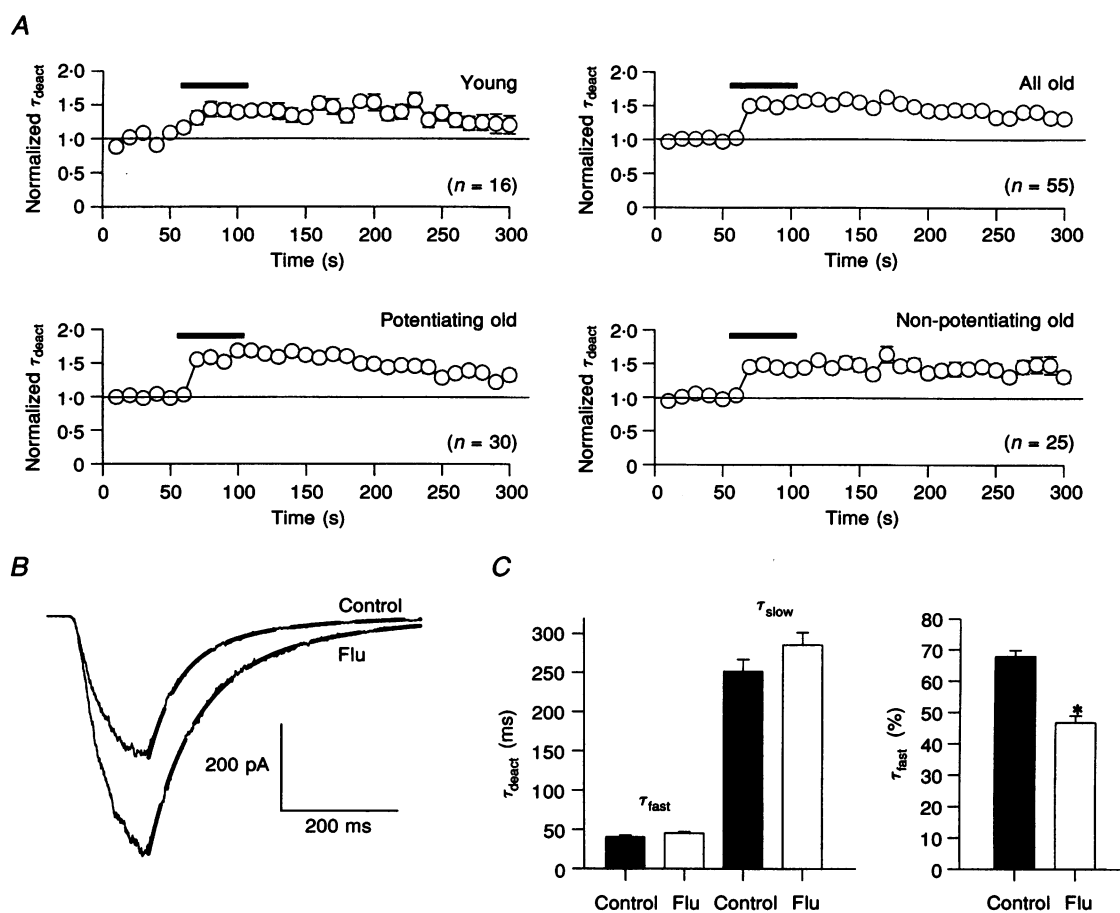 A
Normalized τdeact
2·0
1·5
1·0
0·5
0
Young
(n = 16)
0 50 100 150 200 250 300
Time (s)
Normalized τdeact
2·0
1·5
1·0
0·5
0
All old
(n = 55)
0 50 100 150 200 250 300
Time (s)
Normalized τdeact
2·0
1·5
1·0
0·5
0
Potentiating old
(n = 30)
0 50 100 150 200 250 300
Time (s)
Normalized τdeact
2·0
1·5
1·0
0·5
0
Non-potentiating old
(n = 25)
0 50 100 150 200 250 300
Time (s)
B
Control
Flu
200 pA
200 ms
C
τdeact (ms)
300
250
200
150
100
50
0
τfast
τslow
Control Flu Control Flu
τfast (%)
80
70
60
50
40
30
20
10
0
*
Control Flu